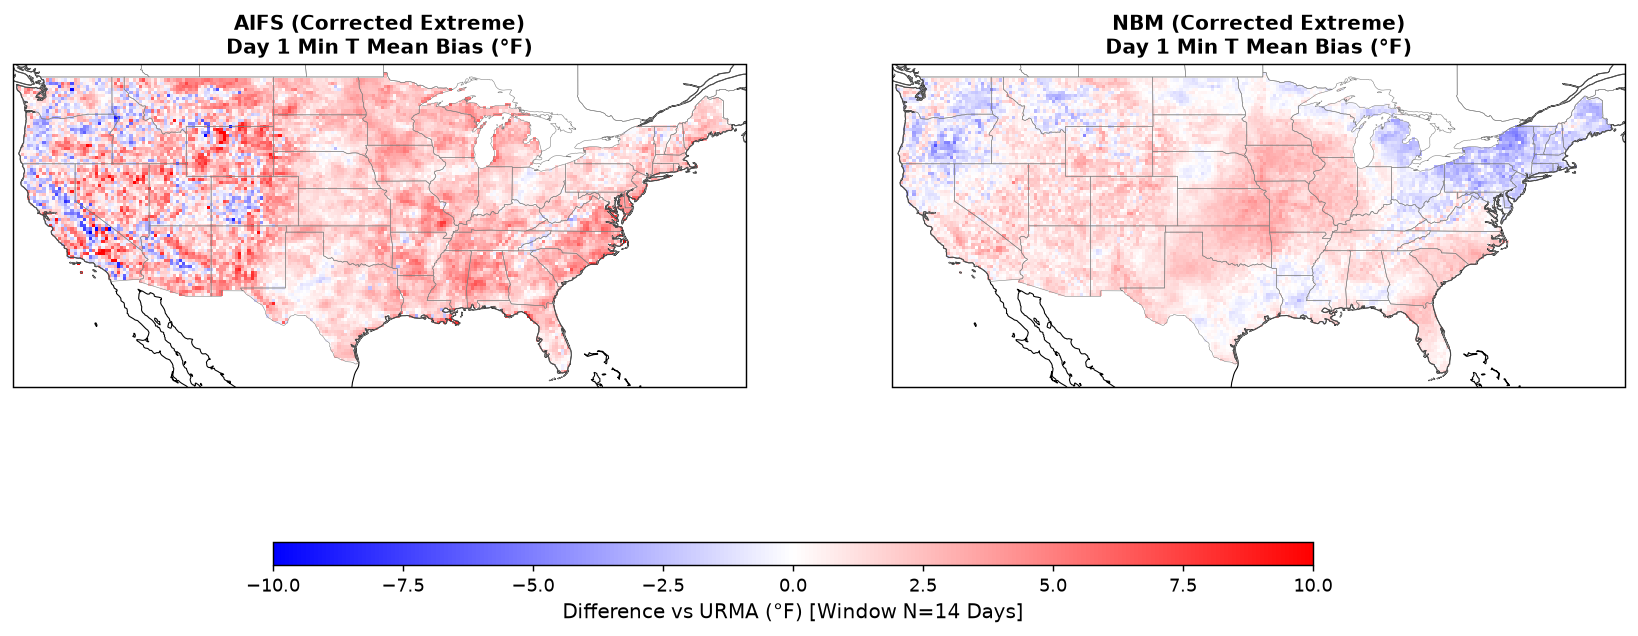 AIFS (Corrected Extreme)
Day 1 Min T Mean Bias (°F)
NBM (Corrected Extreme)
Day 1 Min T Mean Bias (°F)
−10.0 −7.5 −5.0 −2.5 0.0 2.5 5.0 7.5 10.0
Difference vs URMA (°F) [Window N=14 Days]